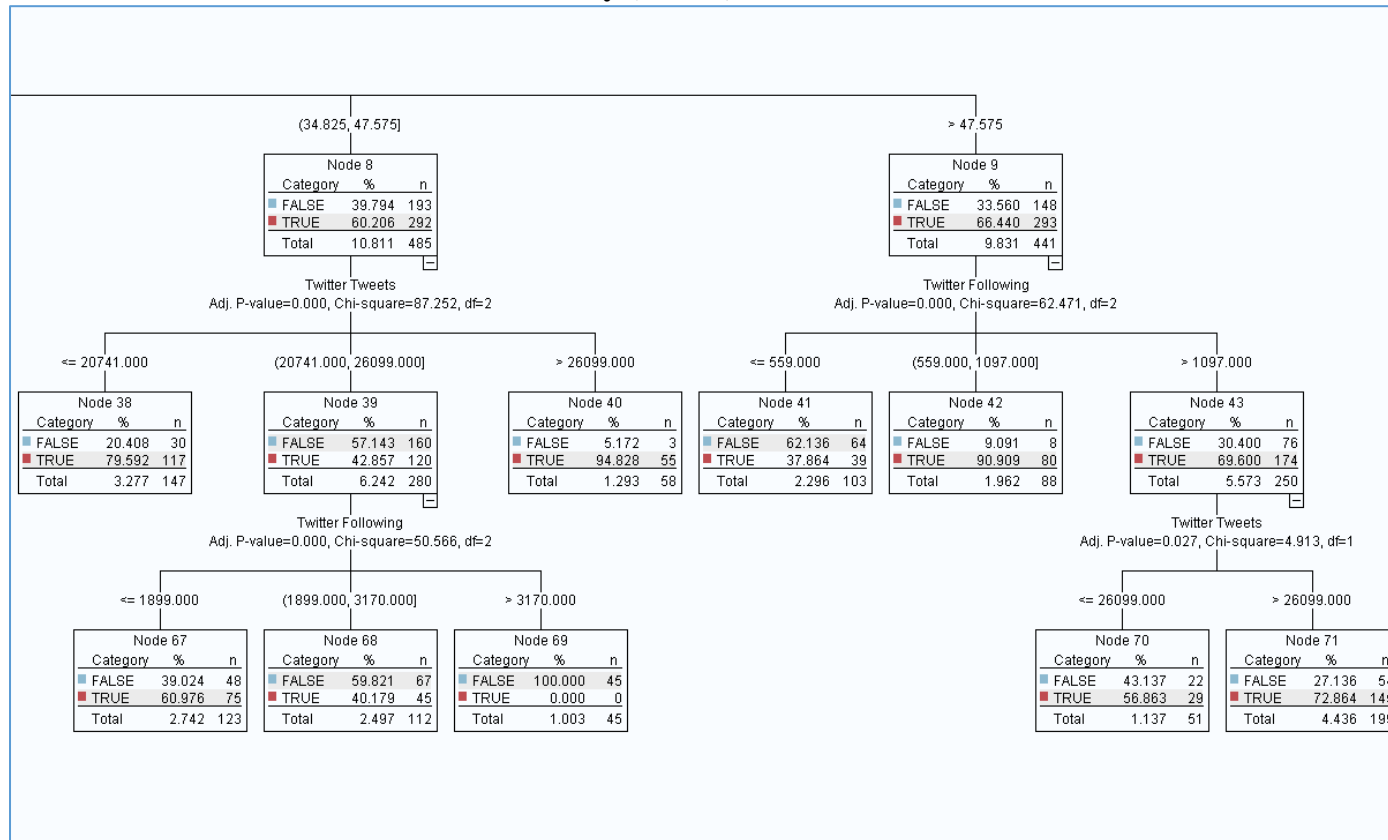 (34.825, 47.575]
> 47.575
Node 8
Category % n
FALSE 39.794 193
TRUE 60.206 292
Total 10.811 485
Node 9
Category % n
FALSE 33.560 148
TRUE 66.440 293
Total 9.831 441
Twitter Tweets
Adj. P-value=0.000, Chi-square=87.252, df=2
Twitter Following
Adj. P-value=0.000, Chi-square=62.471, df=2
<= 20741.000
(20741.000, 26099.000]
> 26099.000
<= 559.000
(559.000, 1097.000]
> 1097.000
Node 38
Category % n
FALSE 20.408 30
TRUE 79.592 117
Total 3.277 147
Node 39
Category % n
FALSE 57.143 160
TRUE 42.857 120
Total 6.242 280
Node 40
Category % n
FALSE 5.172 3
TRUE 94.828 55
Total 1.293 58
Node 41
Category % n
FALSE 62.136 64
TRUE 37.864 39
Total 2.296 103
Node 42
Category % n
FALSE 9.091 8
TRUE 90.909 80
Total 1.962 88
Node 43
Category % n
FALSE 30.400 76
TRUE 69.600 174
Total 5.573 250
Twitter Following
Adj. P-value=0.000, Chi-square=50.566, df=2
Twitter Tweets
Adj. P-value=0.027, Chi-square=4.913, df=1
<= 1899.000
(1899.000, 3170.000]
> 3170.000
<= 26099.000
> 26099.000
Node 67
Category % n
FALSE 39.024 48
TRUE 60.976 75
Total 2.742 123
Node 68
Category % n
FALSE 59.821 67
TRUE 40.179 45
Total 2.497 112
Node 69
Category % n
FALSE 100.000 45
TRUE 0.000 0
Total 1.003 45
Node 70
Category % n
FALSE 43.137 22
TRUE 56.863 29
Total 1.137 51
Node 71
Category % n
FALSE 27.136
TRUE 72.864
Total 4.436